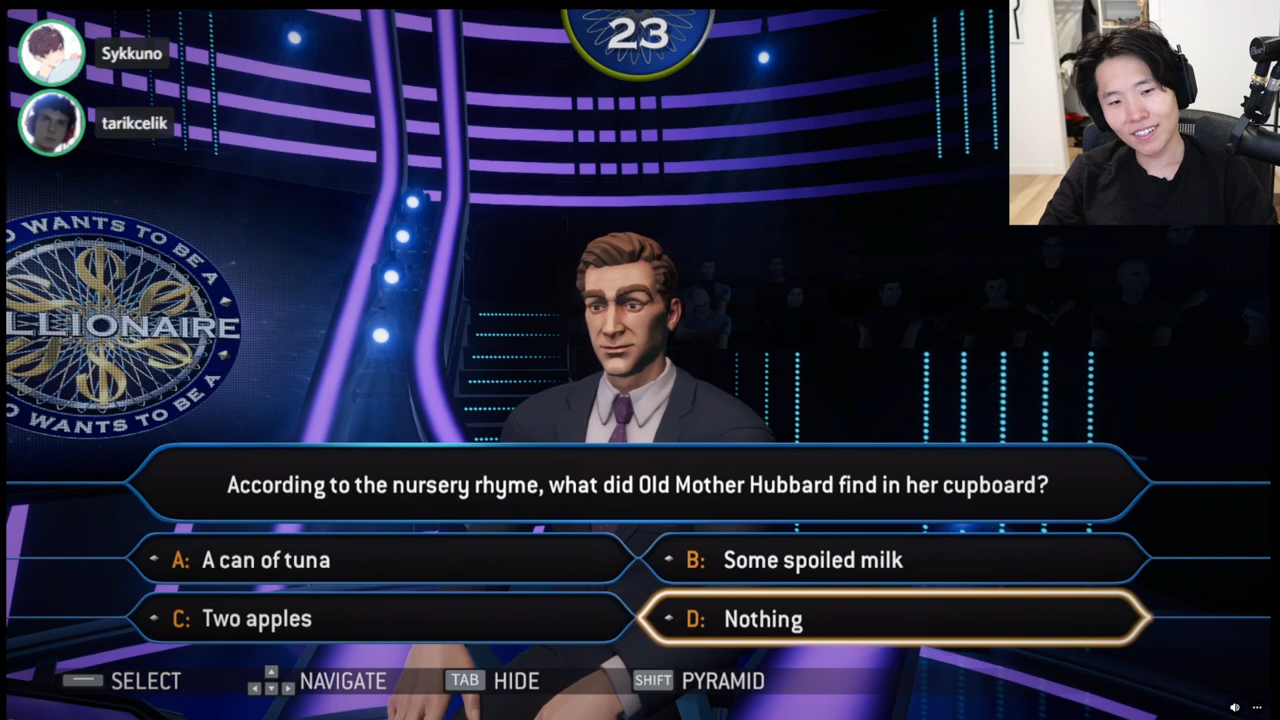 Sykkuno
23
tarikcelik
WANTS TO BE A
LLIONAIRE
O WANTS TO BE A
According to the nursery rhyme, what did Old Mother Hubbard find in her cupboard?
A: A can of tuna
B: Some spoiled milk
C: Two apples
D: Nothing
SELECT
NAVIGATE
TAB HIDE
SHIFT PYRAMID